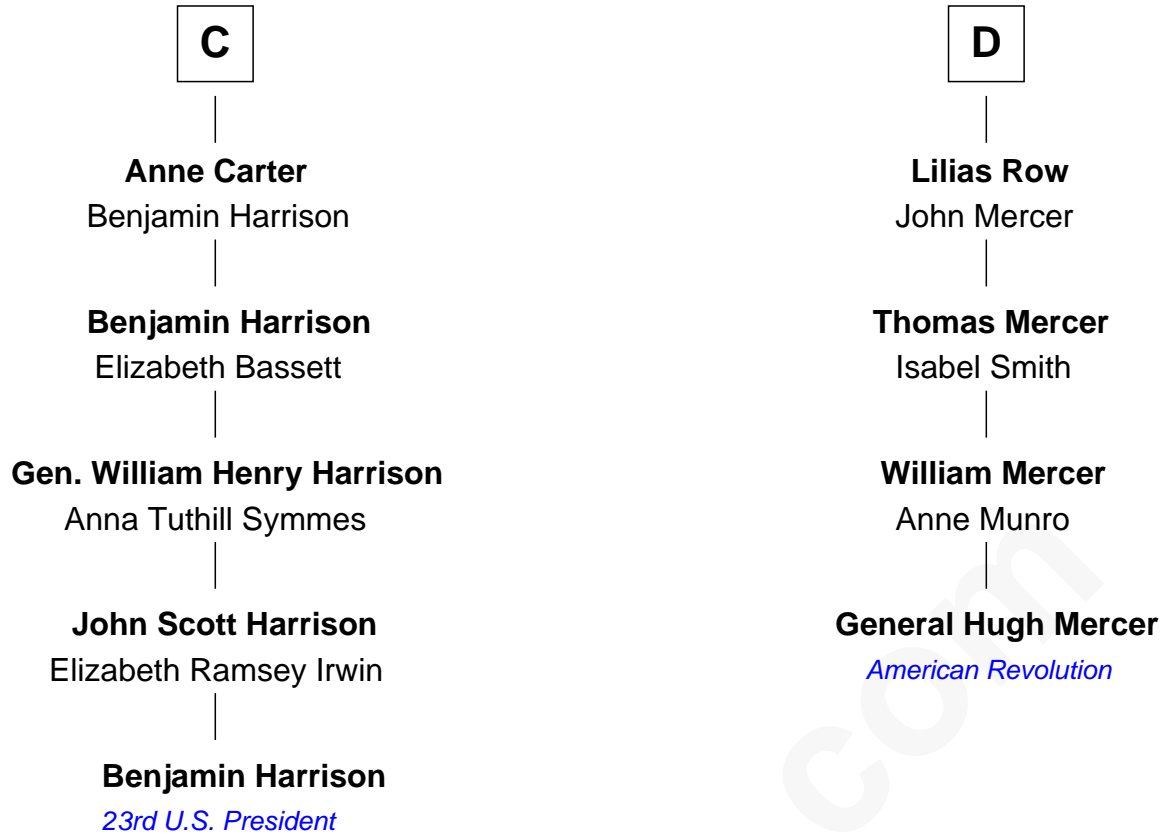 C
Anne Carter
Benjamin Harrison
Benjamin Harrison
Elizabeth Bassett
Gen. William Henry Harrison
Anna Tuthill Symmes
John Scott Harrison
Elizabeth Ramsey Irwin
Benjamin Harrison
23rd U.S. President
D
Lilias Row
John Mercer
Thomas Mercer
Isabel Smith
William Mercer
Anne Munro
General Hugh Mercer
American Revolution
com